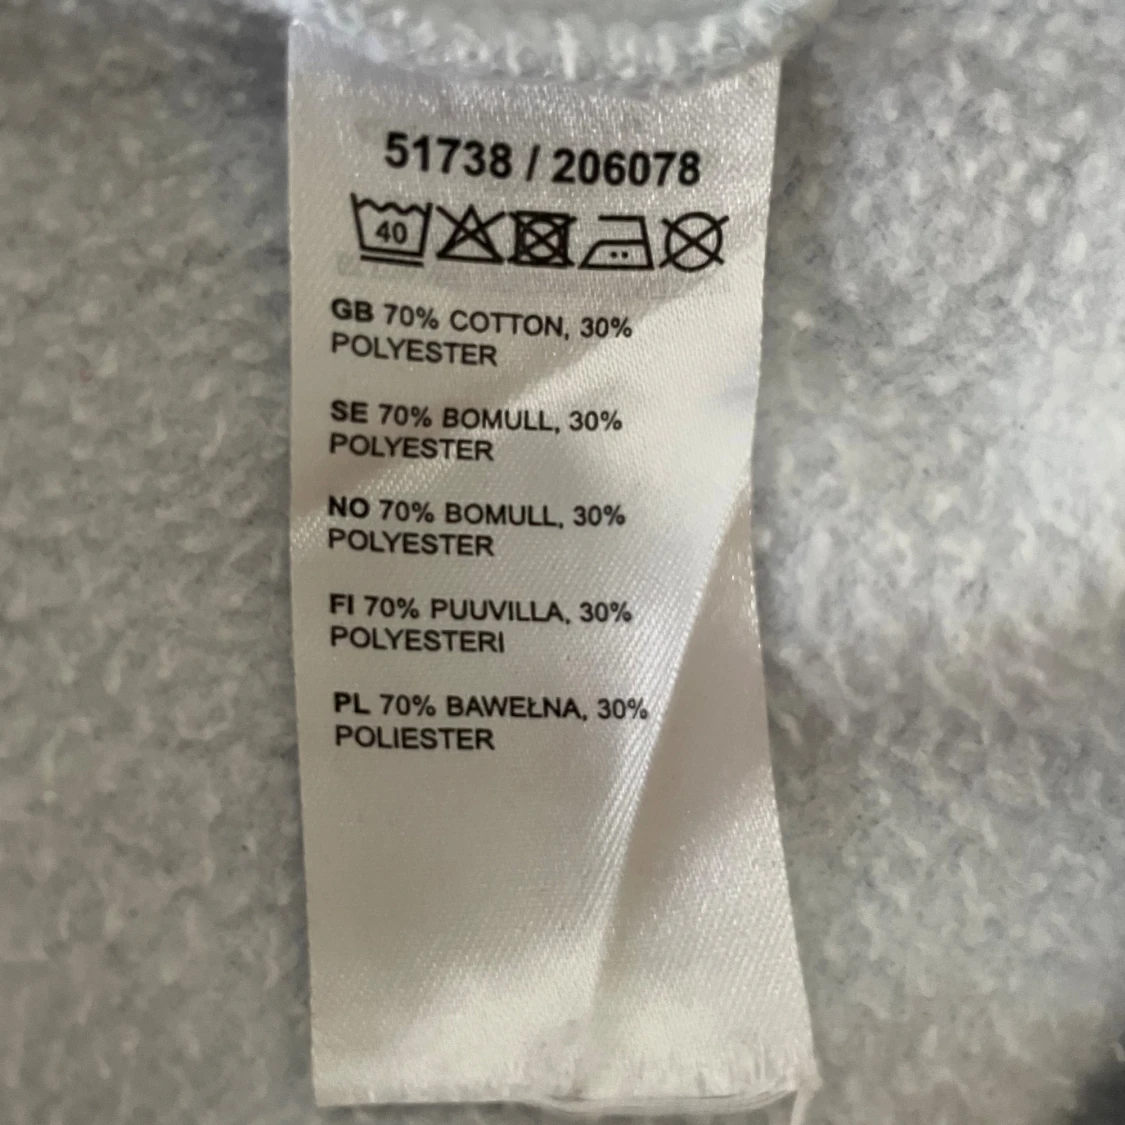 51738 / 206078
40
GB 70% COTTON, 30%
POLYESTER
SE 70% BOMULL, 30%
POLYESTER
NO 70% BOMULL, 30%
POLYESTER
FI 70% PUUVILLA, 30%
POLYESTERI
PL 70% BAWEŁNA, 30%
POLIESTER